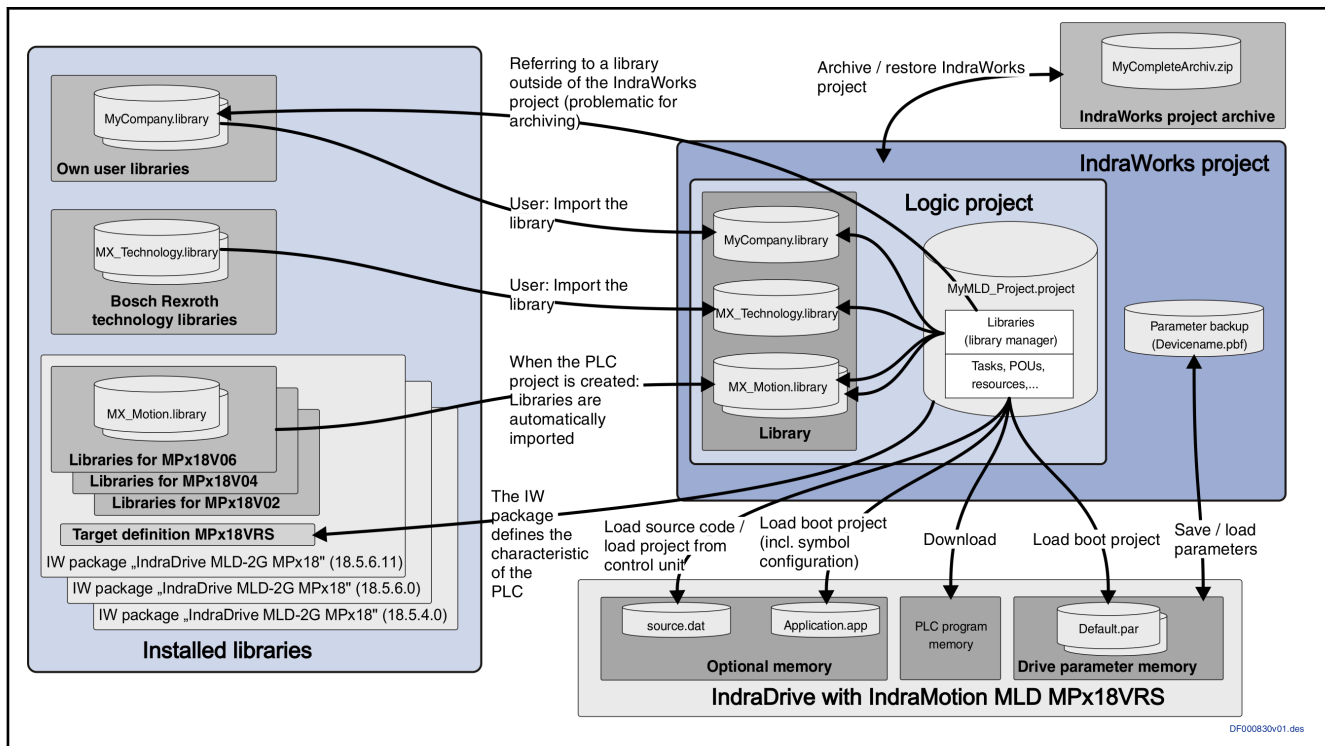 MyCompany.library
Own user libraries
MX_Technology.library
Bosch Rexroth
technology libraries
MX_Motion.library
Libraries for MPx18V06
Libraries for MPx18V04
Libraries for MPx18V02
Target definition MPx18VRS
IW package „IndraDrive MLD-2G MPx18" (18.5.6.11)
IW package „IndraDrive MLD-2G MPx18" (18.5.6.0)
IW package „IndraDrive MLD-2G MPx18" (18.5.4.0)
Installed libraries
Referring to a library
outside of the IndraWorks
project (problematic for
archiving)
User: Import the
library
User: Import the
library
When the PLC
project is created:
Libraries are
automatically
imported
The IW
package
defines the
characteristic
of the
PLC
Archive / restore IndraWorks
project
MyCompleteArchiv.zip
IndraWorks project archive
IndraWorks project
Logic project
MyCompany.library
MX_Technology.library
MX_Motion.library
Library
MyMLD_Project.project
Libraries
(library manager)
Tasks, POUs,
resources,...
Parameter backup
(Devicename.pbf)
Load source code /
load project from
control unit
Load boot project
(incl. symbol
configuration)
Download
Load boot project
Save / load
parameters
source.dat
Application.app
Optional memory
PLC program
memory
Default.par
Drive parameter memory
IndraDrive with IndraMotion MLD MPx18VRS
DF000830v01.des